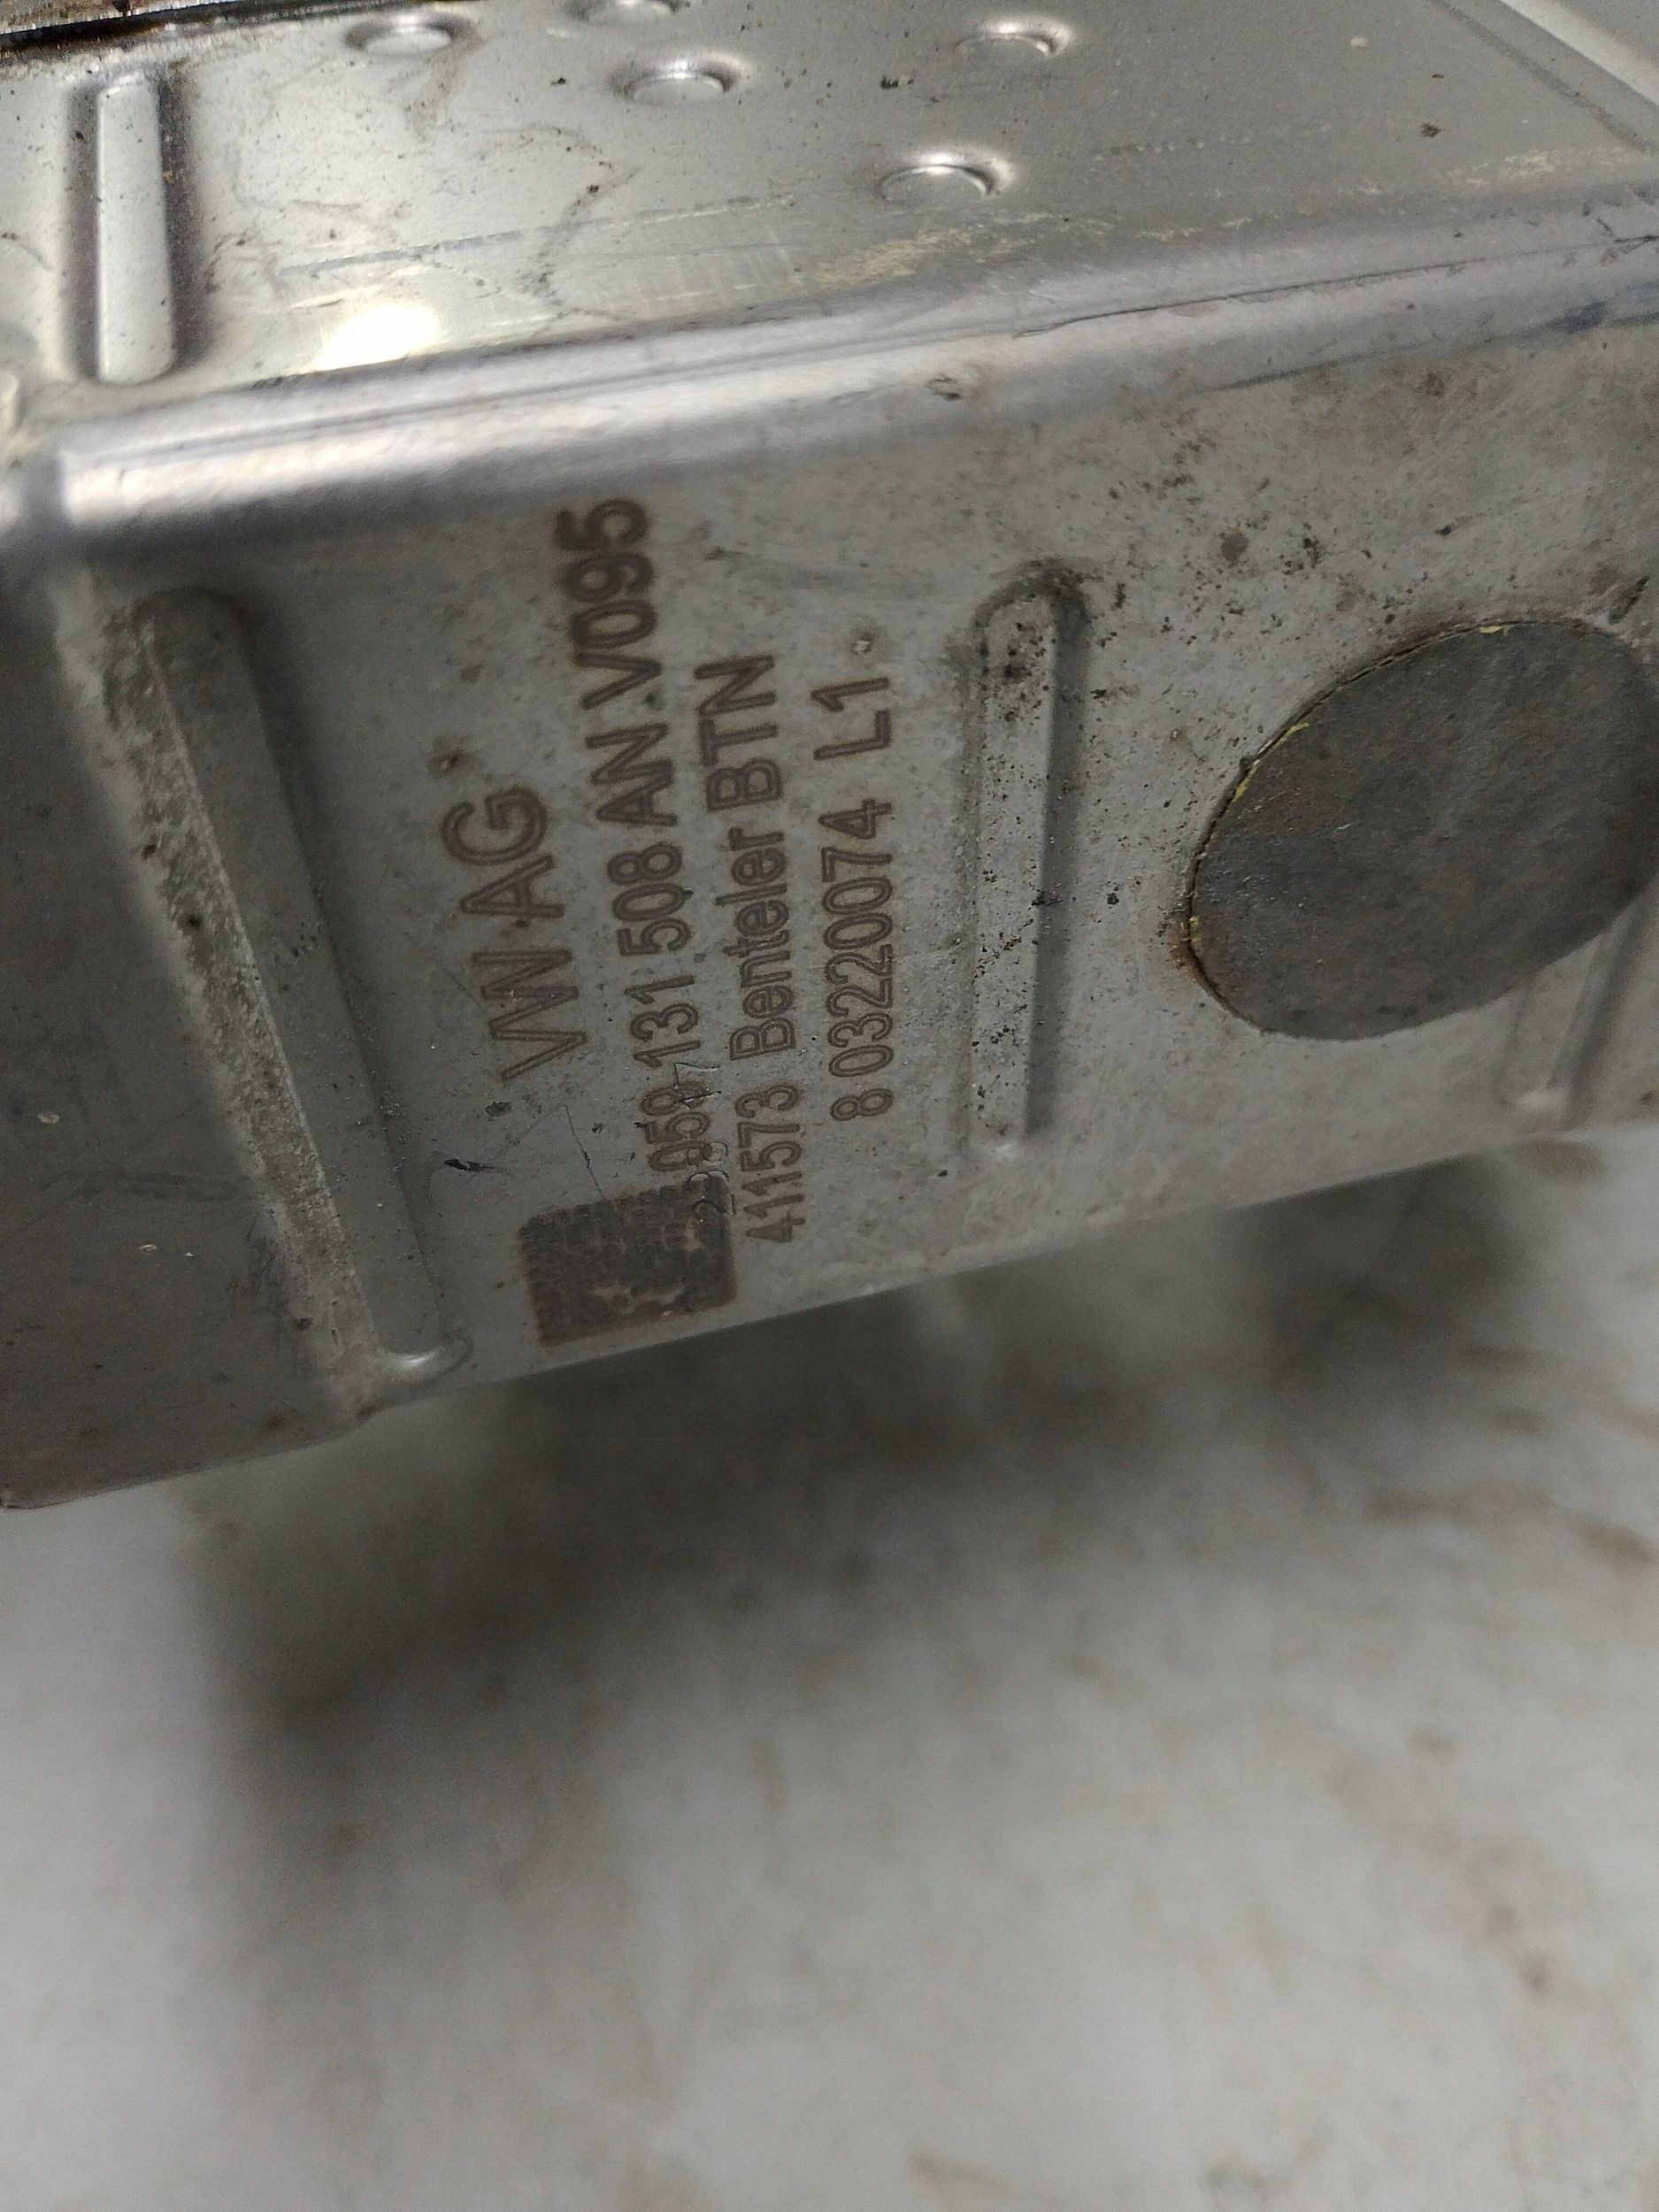 VW AG
059 131 508 AN V095
411573 Benteler BTN
8 03220074 L1